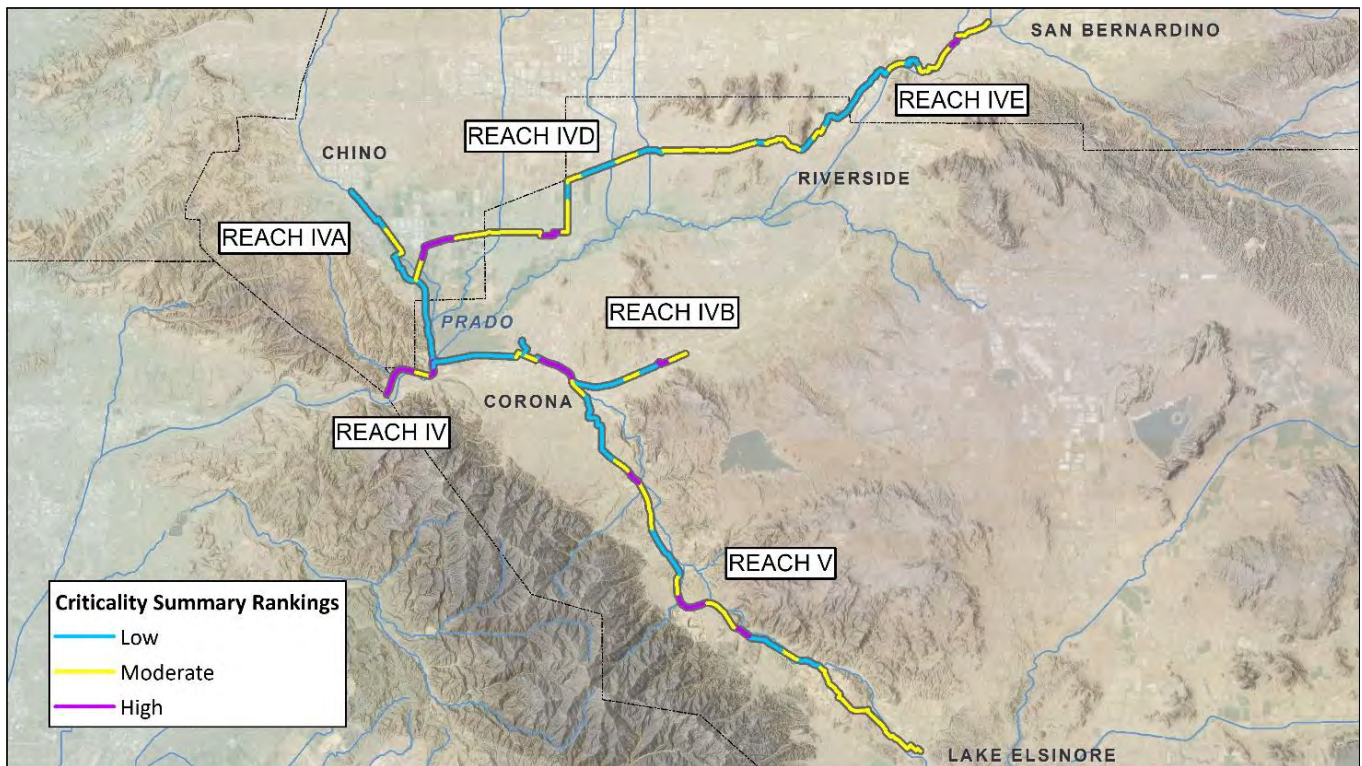 SAN BERNARDINO
REACH IVE
REACH IVD
CHINO
RIVERSIDE
REACH IVA
PRADO
REACH IVB
CORONA
REACH IV
REACH V
Criticality Summary Rankings
Low
Moderate
High
LAKE ELSINORE